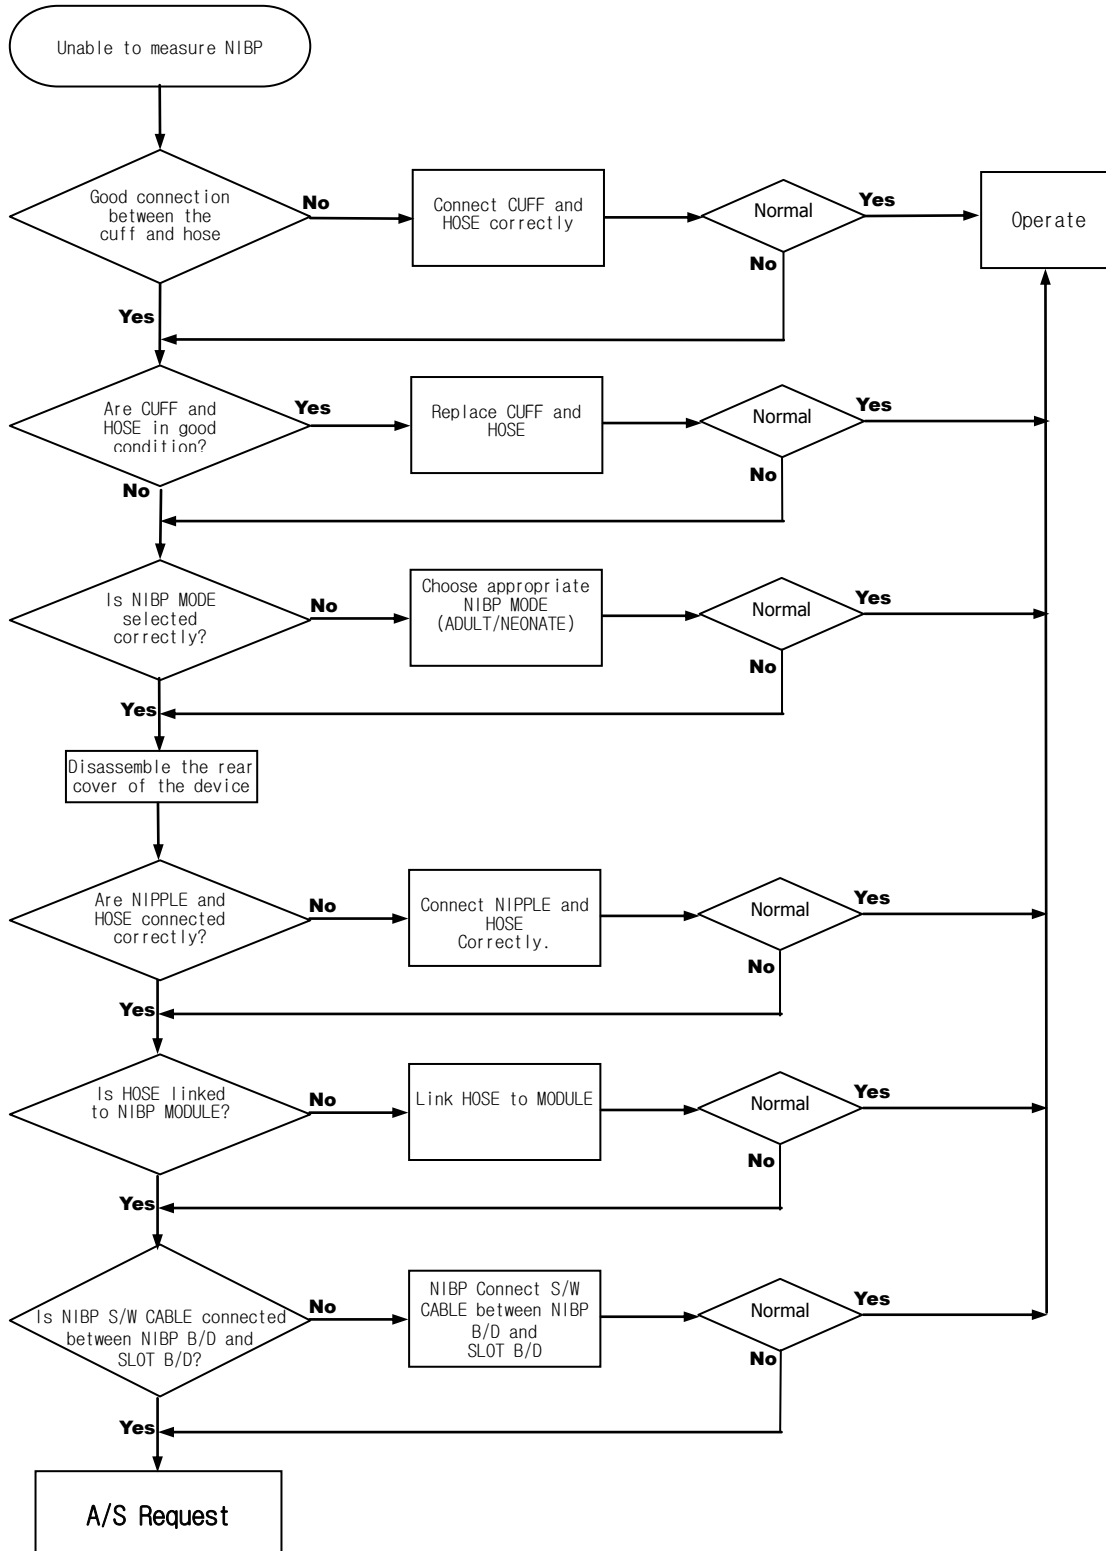 Unable to measure NIBP
Good connection
between the
cuff and hose
No
Connect CUFF and
HOSE correctly
Normal
Yes
Operate
No
Yes
Are CUFF and
HOSE in good
condition?
Yes
Replace CUFF and
HOSE
Normal
Yes
No
No
Is NIBP MODE
selected
correctly?
No
Choose appropriate
NIBP MODE
(ADULT/NEONATE)
Normal
Yes
No
Yes
Disassemble the rear
cover of the device
Are NIPPLE and
HOSE connected
correctly?
No
Connect NIPPLE and
HOSE
Correctly.
Normal
Yes
No
Yes
Is HOSE linked
to NIBP MODULE?
No
Link HOSE to MODULE
Normal
Yes
No
Yes
Is NIBP S/W CABLE connected
between NIBP B/D and
SLOT B/D?
No
NIBP Connect S/W
CABLE between NIBP
B/D and
SLOT B/D
Normal
Yes
No
Yes
A/S Request